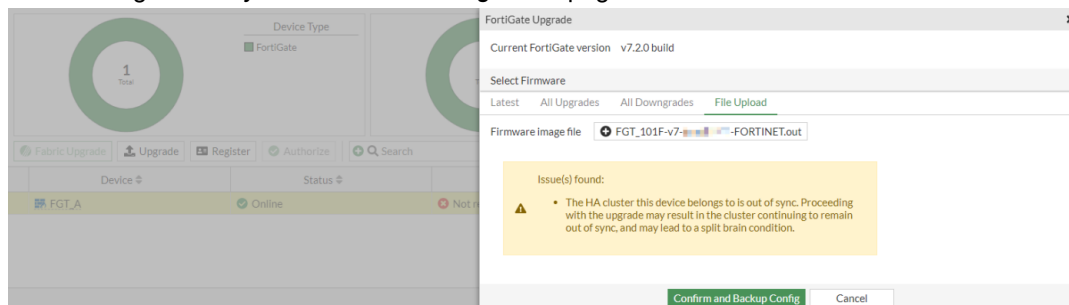 Device Type
FortiGate
1
Total
Fabric Upgrade Upgrade Register Authorize Search
Device Status
FGT_A Online Not
FortiGate Upgrade
Current FortiGate version v7.2.0 build
Select Firmware
Latest All Upgrades All Downgrades File Upload
Firmware image file FGT_101F-v7- -FORTINET.out
Issue(s) found:
• The HA cluster this device belongs to is out of sync. Proceeding
with the upgrade may result in the cluster continuing to remain
out of sync, and may lead to a split brain condition.
Confirm and Backup Config Cancel